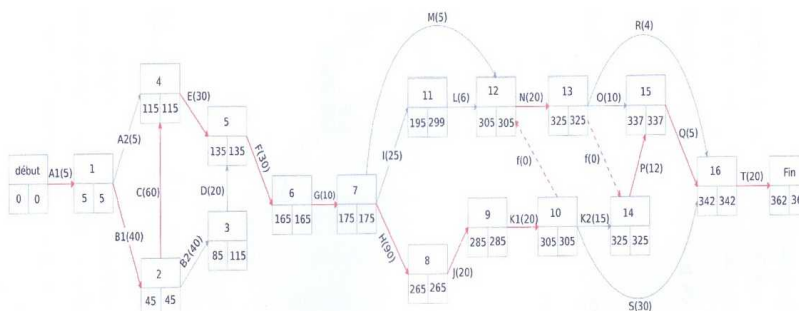 M(5)
R(4)
4
115 115
E(30)
11
195 299
L(6)
12
305 305
N(20)
13
325 325
O(10)
15
337 337
A2(5)
5
135 135
F(30)
I(25)
f(0)
f(0)
Q(5)
début
0 0
A1(5)
1
5 5
C(60)
D(20)
6
165 165
G(10)
7
175 175
P(12)
16
342 342
T(20)
Fin
362
B1(40)
B2(40)
3
85 115
H(90)
9
285 285
K1(20)
10
305 305
K2(15)
14
325 325
2
45 45
8
265 265
J(20)
S(30)